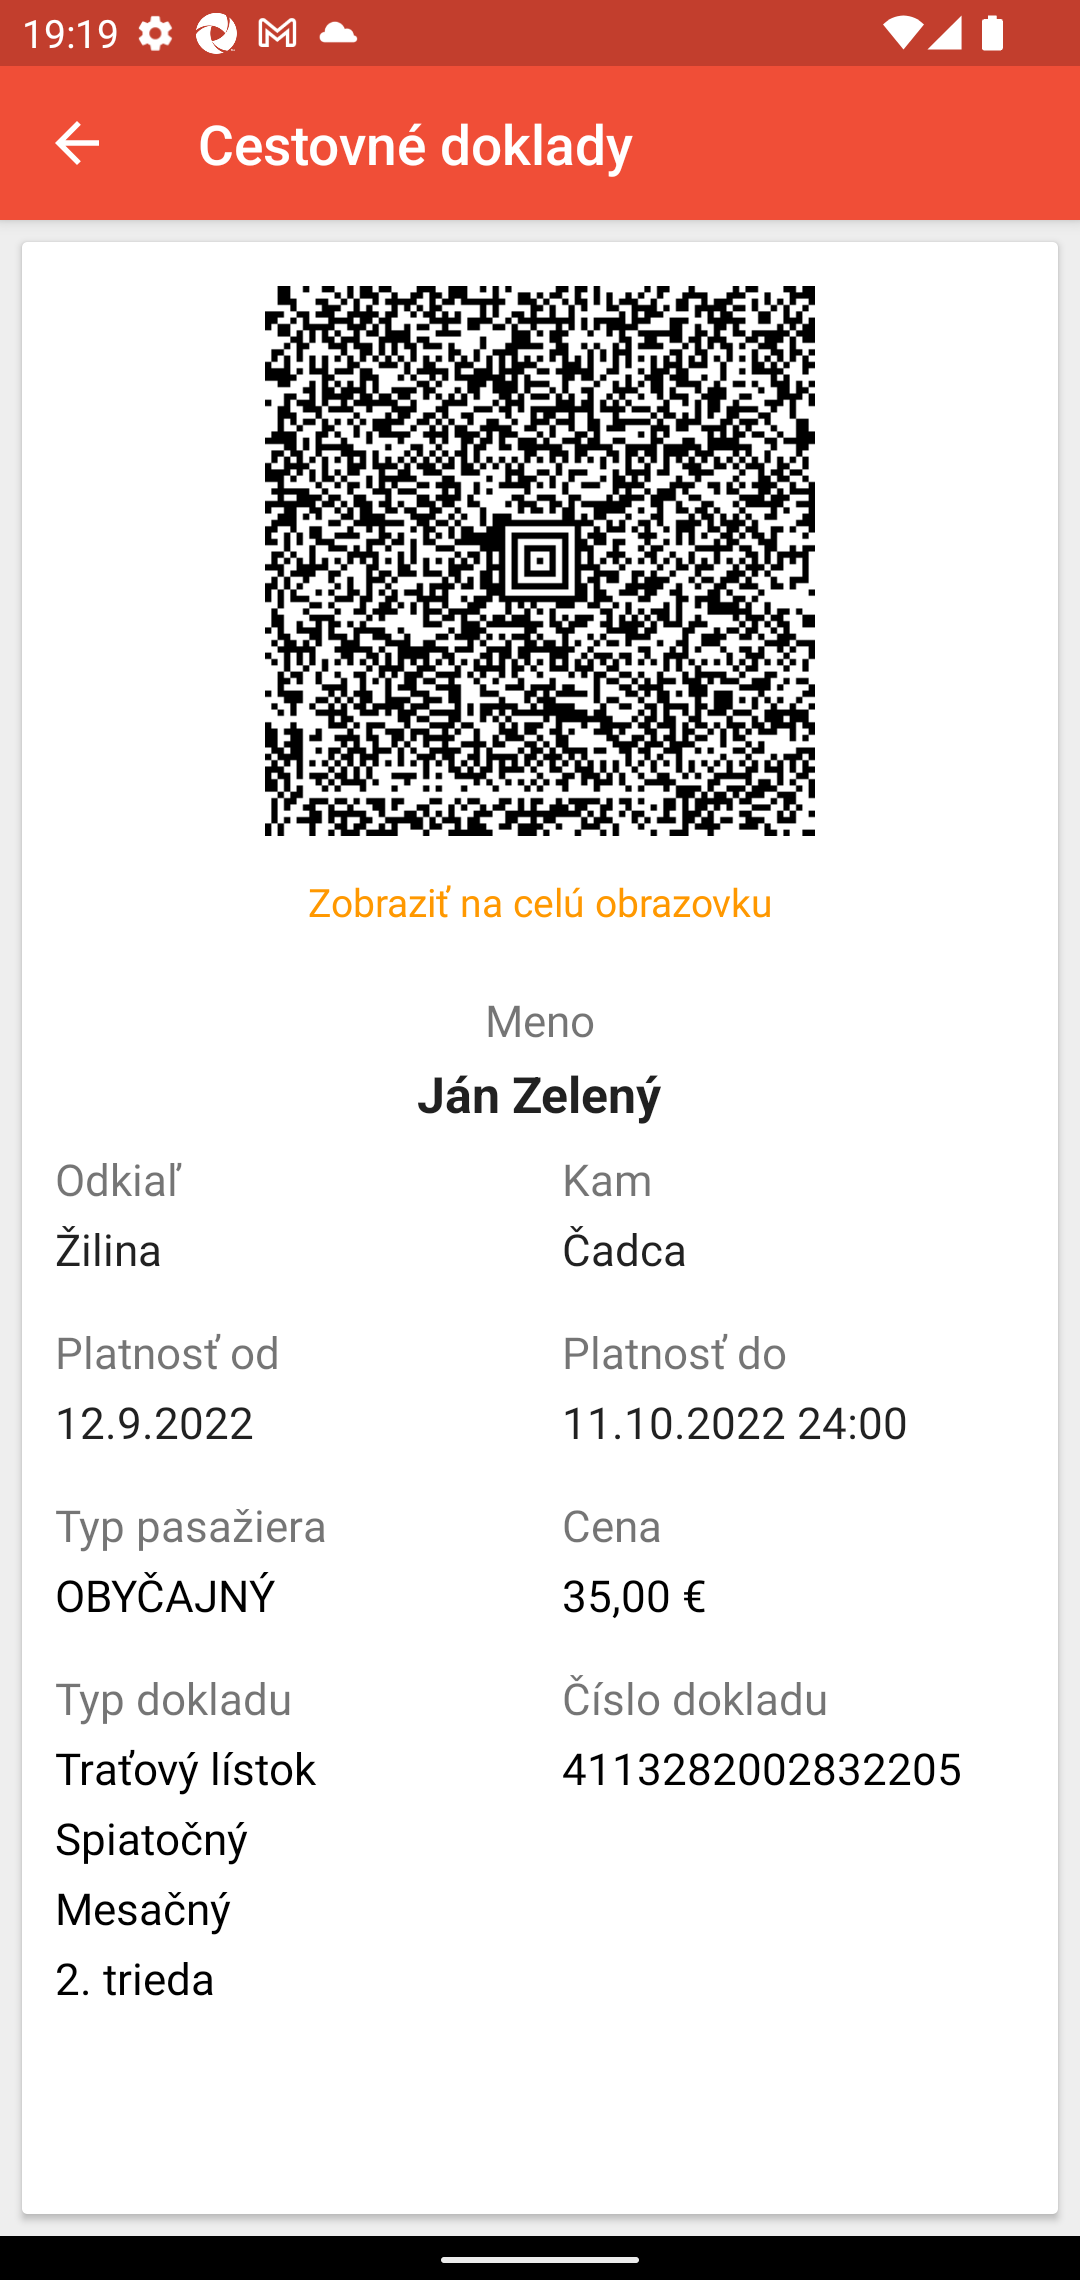 19:19
Cestovné doklady
Zobraziť na celú obrazovku
Meno
Ján Zelený
Odkiaľ
Kam
Žilina
Čadca
Platnosť od
Platnosť do
12.9.2022
11.10.2022 24:00
Typ pasažiera
Cena
OBYČAJNÝ
35,00 €
Typ dokladu
Číslo dokladu
Traťový lístok
4113282002832205
Spiatočný
Mesačný
2. trieda